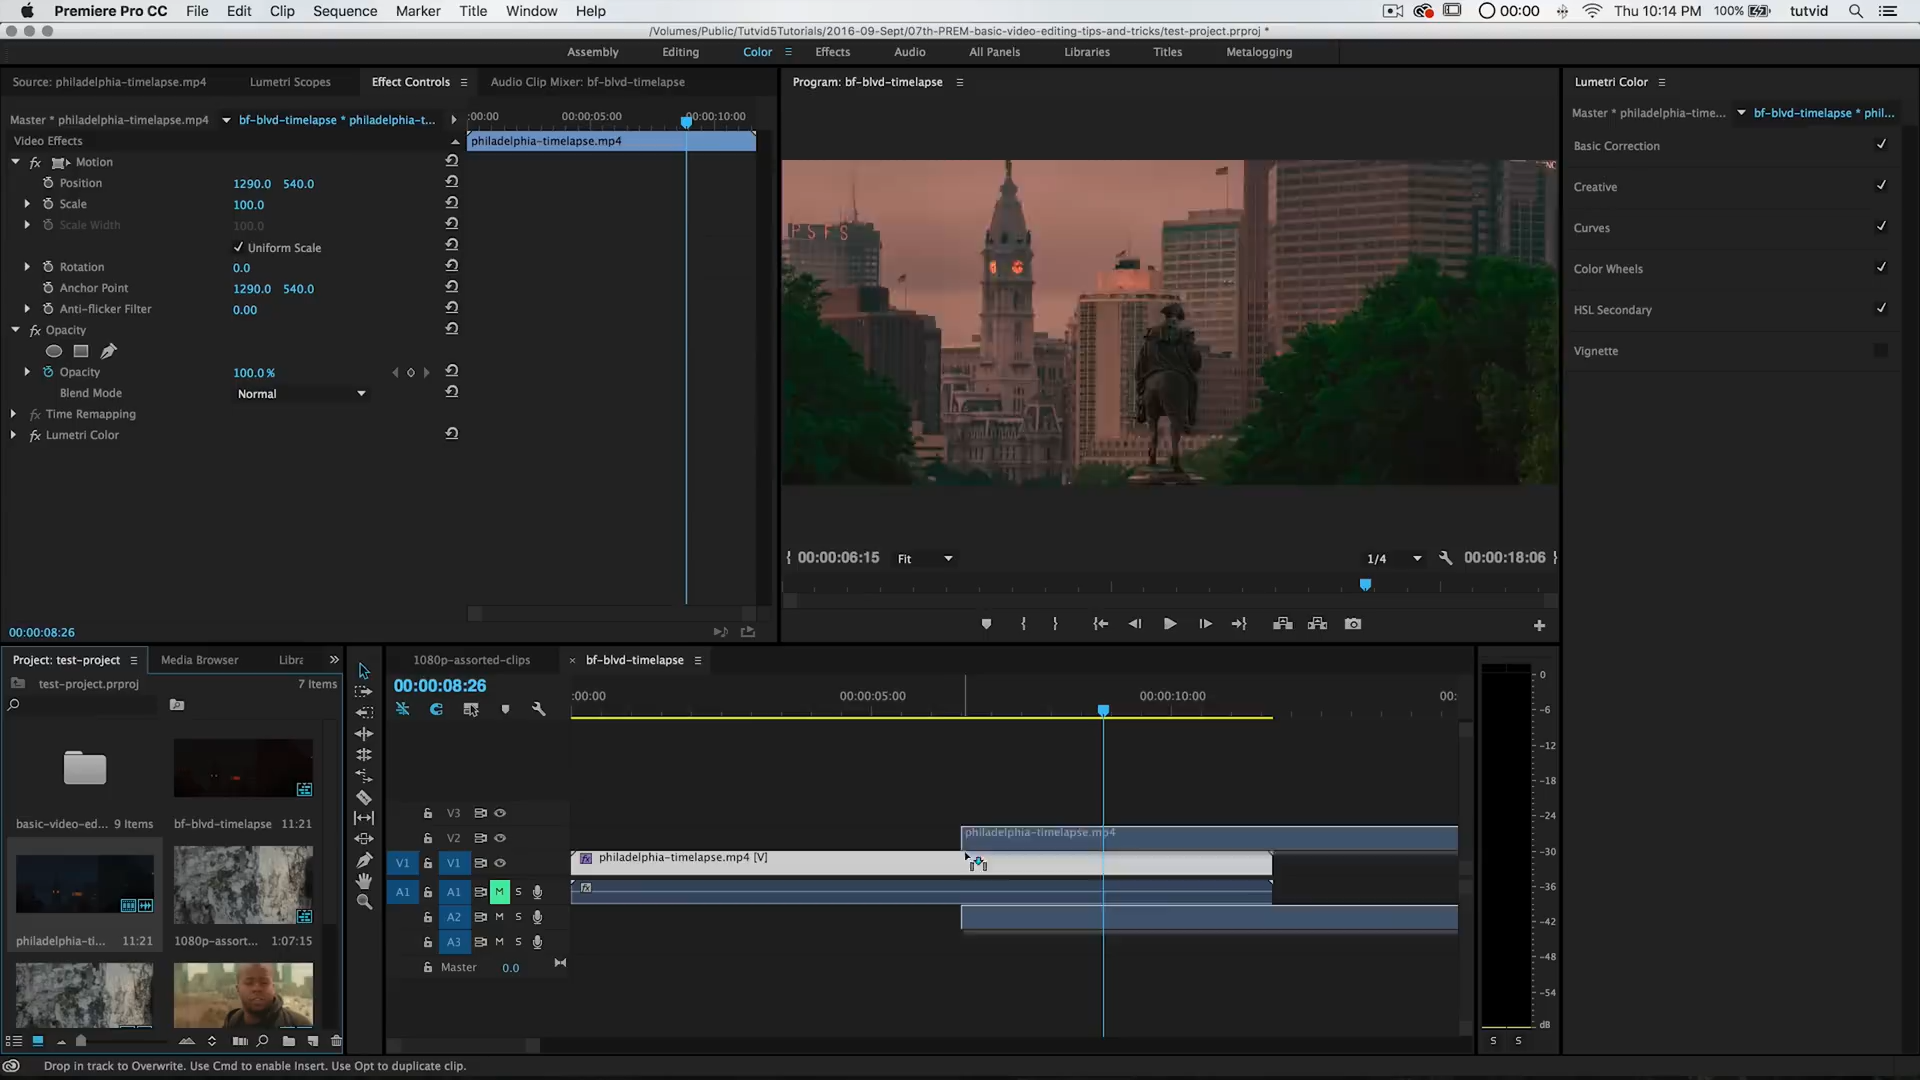 Premiere Pro CC File Edit Clip Sequence Marker Title Window Help 00:00 Thu 10:14 PM 100% tutvid
/Volumes/Public/Tutvid5Tutorials/2016-09-Sept/07th-PREM-basic-video-editing-tips-and-tricks/test-project.prproj *
Assembly Editing Color Effects Audio All Panels Libraries Titles Metalogging
Source: philadelphia-timelapse.mp4 Lumetri Scopes Effect Controls Audio Clip Mixer: bf-blvd-timelapse
Master * philadelphia-timelapse.mp4 bf-blvd-timelapse * philadelphia-t...
:00:00 00:00:05:00 00:00:10:00
Video Effects
philadelphia-timelapse.mp4
fx Motion
Position 1290.0 540.0
Scale 100.0
Scale Width 100.0
Uniform Scale
Rotation 0.0
Anchor Point 1290.0 540.0
Anti-flicker Filter 0.00
fx Opacity
Opacity 100.0 %
Blend Mode Normal
fx Time Remapping
fx Lumetri Color
00:00:08:26
Program: bf-blvd-timelapse
PSFS
00:00:06:15 Fit 1/4 00:00:18:06
Lumetri Color
Master * philadelphia-time... bf-blvd-timelapse * phil...
Basic Correction
Creative
Curves
Color Wheels
HSL Secondary
Vignette
Project: test-project Media Browser Libra
test-project.prproj 7 Items
basic-video-ed... 9 Items bf-blvd-timelapse 11:21
philadelphia-ti... 11:21 1080p-assort... 1:07:15
1080p-assorted-clips × bf-blvd-timelapse
00:00:08:26
:00:00 00:00:05:00 00:00:10:00 00:
V3
V2 philadelphia-timelapse.mp4
V1 V1 fx philadelphia-timelapse.mp4 [V]
A1 A1 M S fx
A2 M S
A3 M S
Master 0.0
0
-6
-12
-18
-24
-30
-36
-42
-48
-54
dB
S S
Drop in track to Overwrite. Use Cmd to enable Insert. Use Opt to duplicate clip.